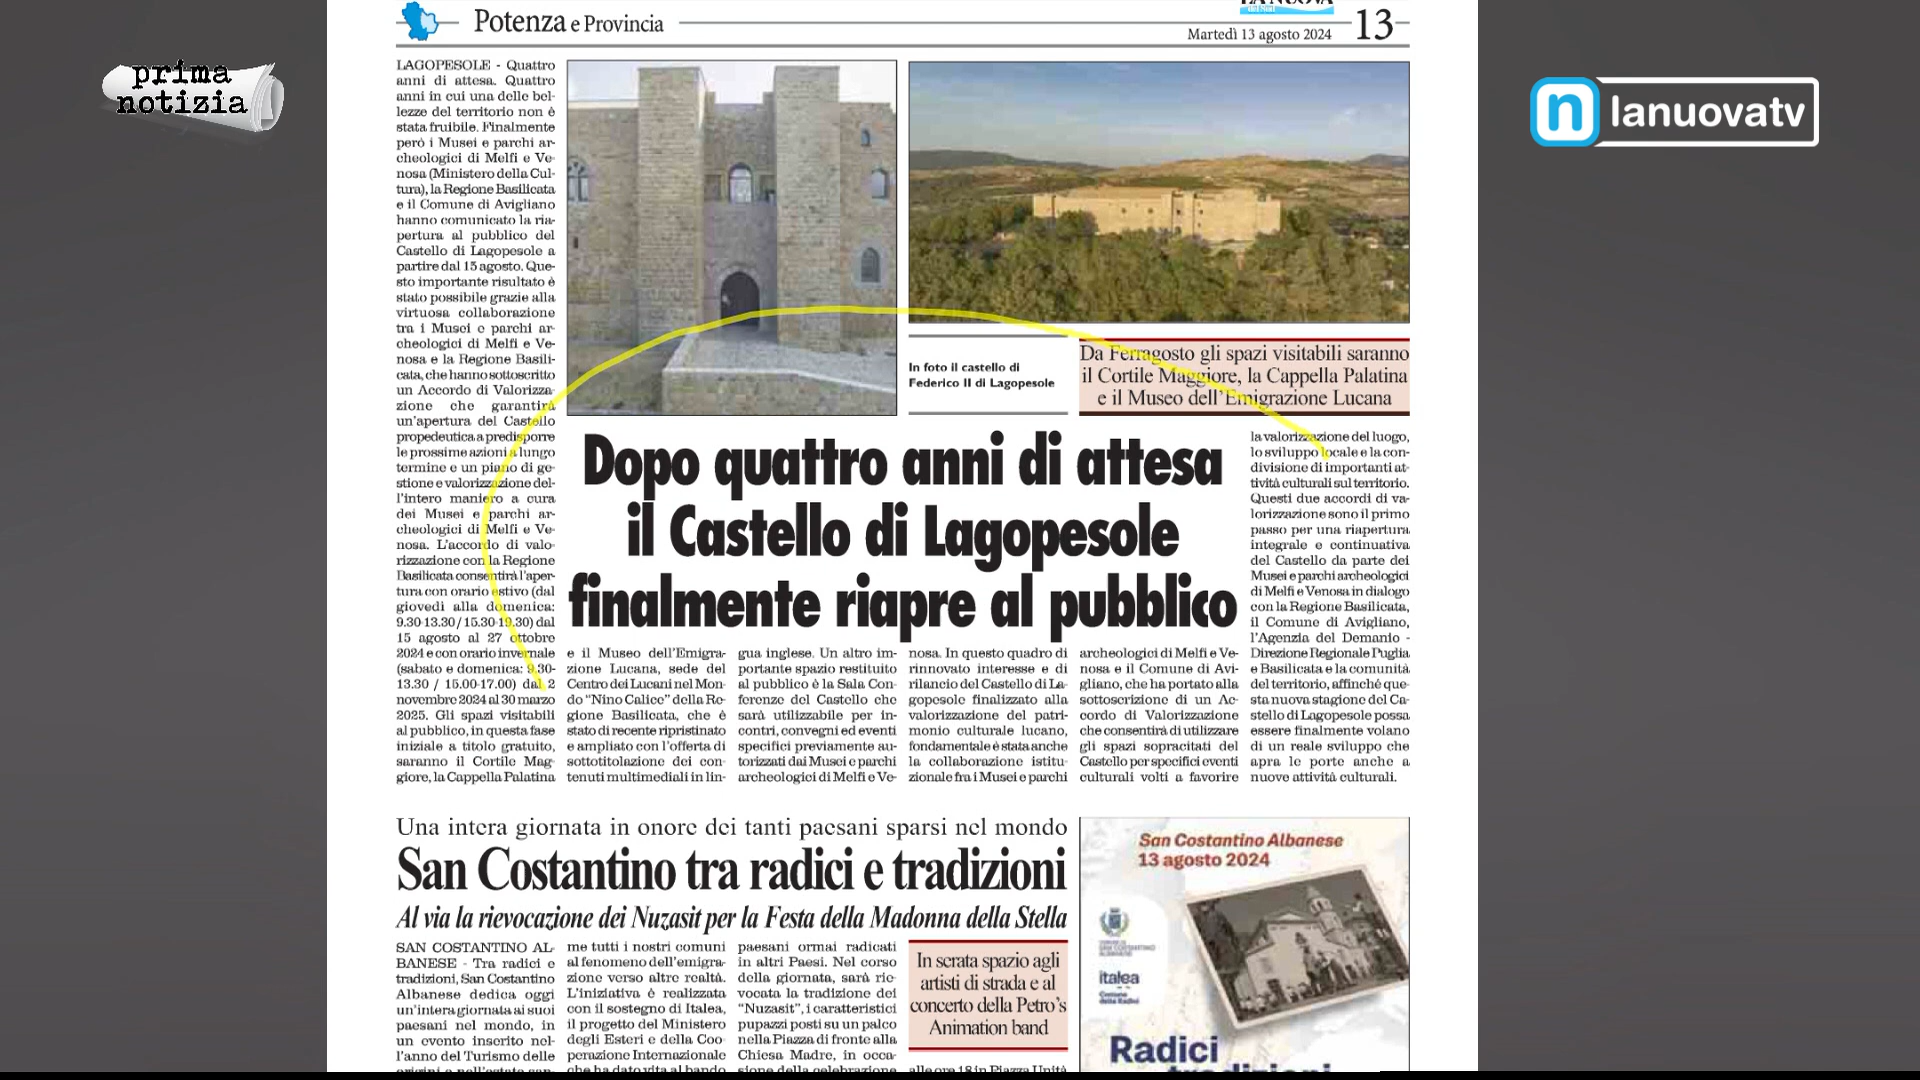 prima
notizia
n lanuovatv
Potenza e Provincia
Martedì 13 agosto 2024
13
LAGOPESOLE - Quattro
anni di attesa. Quattro
anni in cui una delle bel-
lezze del territorio non è
stata fruibile. Finalmente
però i Musei e parchi ar-
cheologici di Melfi e Ve-
nosa (Ministero della Cul-
tura), la Regione Basilicata
e il Comune di Avigliano
hanno comunicato la ria-
pertura al pubblico del
Castello di Lagopesole a
partire dal 15 agosto. Que-
sto importante risultato è
stato possibile grazie alla
virtuosa collaborazione
tra i Musei e parchi ar-
cheologici di Melfi e Ve-
nosa e la Regione Basili-
cata, che hanno sottoscritto
un Accordo di Valorizza-
zione che garantirà
un'apertura del Castello
propedeutica a predisporre
le prossime azioni a lungo
termine e un piano di ge-
stione e valorizzazione del-
l'intero maniero a cura
dei Musei e parchi ar-
cheologici di Melfi e Ve-
nosa. L'accordo di valo-
rizzazione con la Regione
Basilicata consentirà l'aper-
tura con orario estivo (dal
giovedì alla domenica:
9.30-13.30 / 15.30-19.30) dal
15 agosto al 27 ottobre
2024 e con orario invernale
(sabato e domenica: 9.30-
13.30 / 15.00-17.00) dal 2
novembre 2024 al 30 marzo
2025. Gli spazi visitabili
al pubblico, in questa fase
iniziale a titolo gratuito,
saranno il Cortile Mag-
giore, la Cappella Palatina
In foto il castello di
Federico II di Lagopesole
Da Ferragosto gli spazi visitabili saranno
il Cortile Maggiore, la Cappella Palatina
e il Museo dell'Emigrazione Lucana
Dopo quattro anni di attesa
il Castello di Lagopesole
finalmente riapre al pubblico
e il Museo dell'Emigra-
zione Lucana, sede del
Centro dei Lucani nel Mon-
do "Nino Calice" della Re-
gione Basilicata, che è
stato di recente ripristinato
e ampliato con l'offerta di
sottotitolazione dei con-
tenuti multimediali in lin-
gua inglese. Un altro im-
portante spazio restituito
al pubblico è la Sala Con-
ferenze del Castello che
sarà utilizzabile per in-
contri, convegni ed eventi
specifici previamente au-
torizzati dai Musei e parchi
archeologici di Melfi e Ve-
nosa. In questo quadro di
rinnovato interesse e di
rilancio del Castello di La-
gopesole finalizzato alla
valorizzazione del patri-
monio culturale lucano,
fondamentale è stata anche
la collaborazione istitu-
zionale fra i Musei e parchi
archeologici di Melfi e Ve-
nosa e il Comune di Avi-
gliano, che ha portato alla
sottoscrizione di un Ac-
cordo di Valorizzazione
che consentirà di utilizzare
gli spazi sopracitati del
Castello per specifici eventi
culturali volti a favorire
la valorizzazione del luogo,
lo sviluppo locale e la con-
divisione di importanti at-
tività culturali sul territorio.
Questi due accordi di va-
lorizzazione sono il primo
passo per una riapertura
integrale e continuativa
del Castello da parte dei
Musei e parchi archeologici
di Melfi e Venosa in dialogo
con la Regione Basilicata,
il Comune di Avigliano,
l'Agenzia del Demanio -
Direzione Regionale Puglia
e Basilicata e la comunità
del territorio, affinché que-
sta nuova stagione del Ca-
stello di Lagopesole possa
essere finalmente volano
di un reale sviluppo che
apra le porte anche a
nuove attività culturali.
Una intera giornata in onore dei tanti paesani sparsi nel mondo
San Costantino tra radici e tradizioni
Al via la rievocazione dei Nuzasit per la Festa della Madonna della Stella
SAN COSTANTINO AL-
BANESE - Tra radici e
tradizioni, San Costantino
Albanese dedica oggi
un'intera giornata ai suoi
paesani nel mondo, in
un evento inserito nel-
l'anno del Turismo delle
me tutti i nostri comuni
al fenomeno dell'emigra-
zione verso altre realtà.
L'iniziativa è realizzata
con il sostegno di Italea,
il progetto del Ministero
degli Esteri e della Coo-
perazione Internazionale
che ha dato vita al bando
paesani ormai radicati
in altri Paesi. Nel corso
della giornata, sarà rie-
vocata la tradizione dei
"Nuzasit", i caratteristici
pupazzi posti su un palco
nella Piazza di fronte alla
Chiesa Madre, in occa-
sione della celebrazione
In serata spazio agli
artisti di strada e al
concerto della Petro's
Animation band
alle ore 18 in Piazza Unità
San Costantino Albanese
13 agosto 2024
italea
Radici